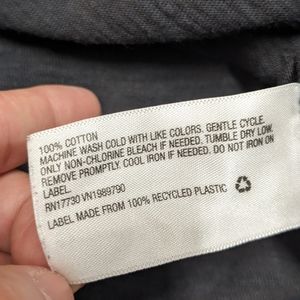 100% COTTON
MACHINE WASH COLD WITH LIKE COLORS. GENTLE CYCLE.
ONLY NON-CHLORINE BLEACH IF NEEDED. TUMBLE DRY LOW.
REMOVE PROMPTLY. COOL IRON IF NEEDED. DO NOT IRON ON
LABEL.
RN17730 VN1989790
LABEL MADE FROM 100% RECYCLED PLASTIC